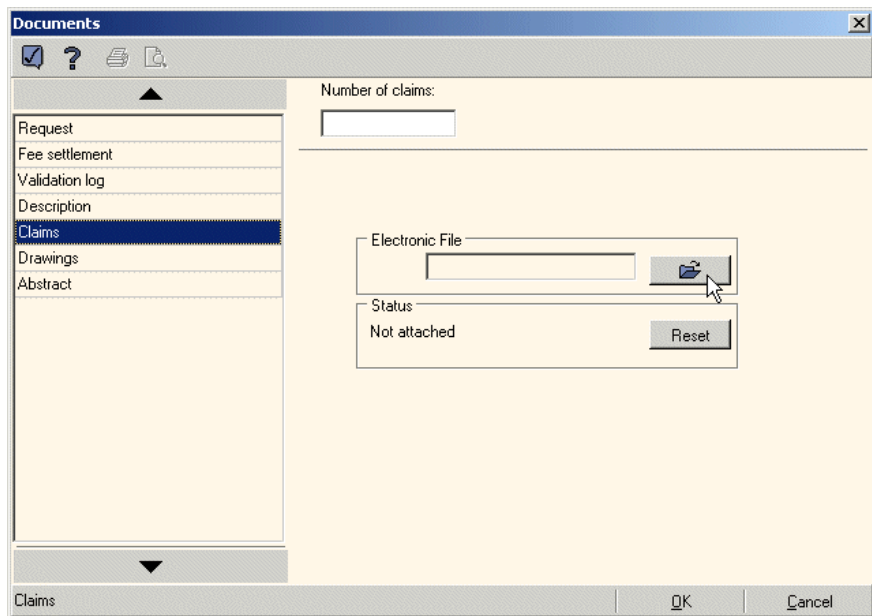 Documents
Number of claims:
Request
Fee settlement
Validation log
Description
Claims
Drawings
Abstract
Electronic File
Status
Not attached
Reset
Claims
OK
Cancel